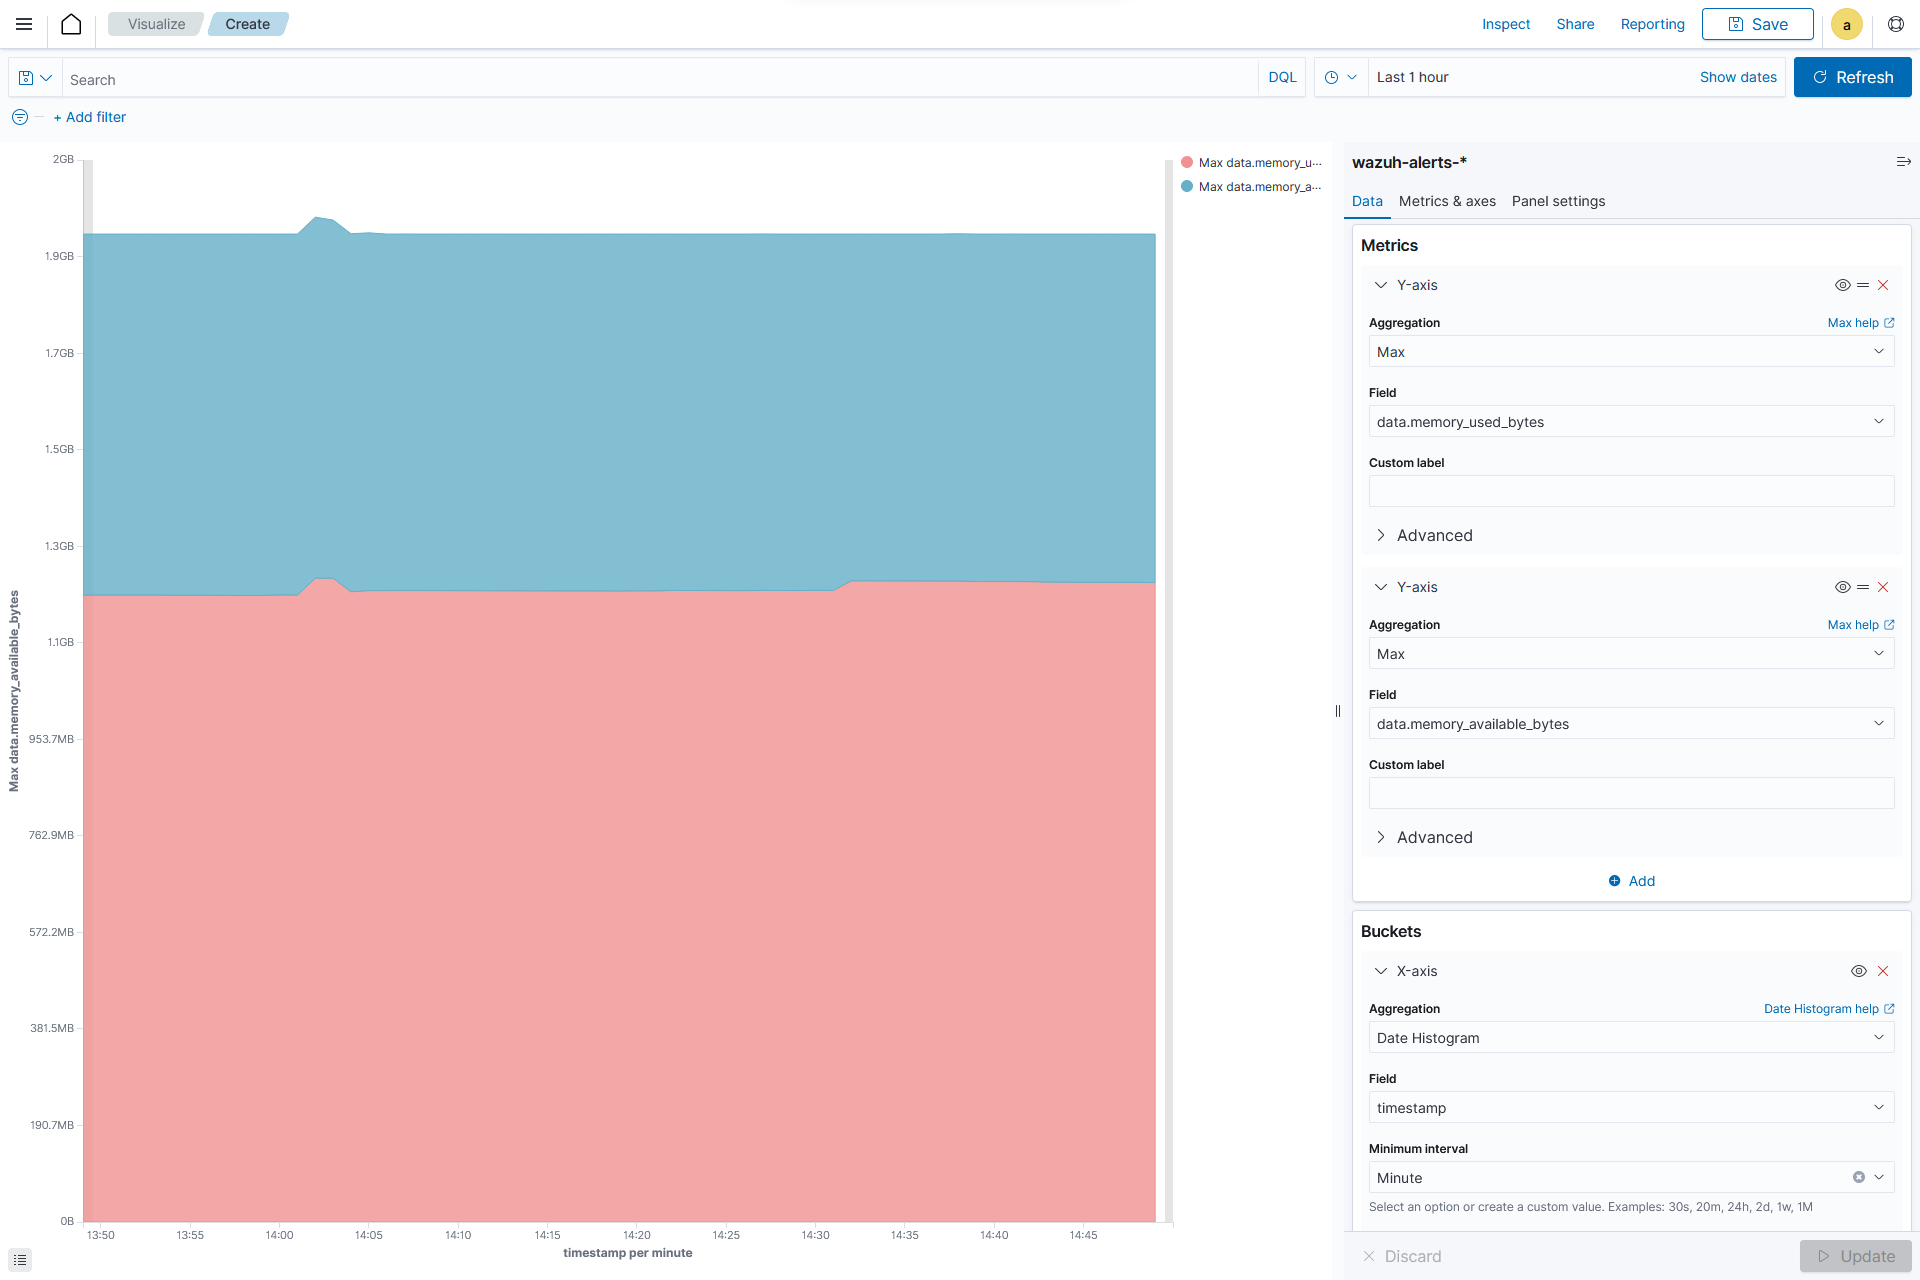 Visualize Create Inspect Share Reporting Save a
Search DQL Last 1 hour Show dates Refresh
+ Add filter
2GB
1.9GB
1.7GB
1.5GB
1.3GB
1.1GB
953.7MB
762.9MB
572.2MB
381.5MB
190.7MB
0B
Max data.memory_available_bytes
13:50 13:55 14:00 14:05 14:10 14:15 14:20 14:25 14:30 14:35 14:40 14:45
timestamp per minute
Max data.memory_u...
Max data.memory_a...
wazuh-alerts-*
Data Metrics & axes Panel settings
Metrics
Y-axis
Aggregation Max help
Max
Field
data.memory_used_bytes
Custom label
Advanced
Y-axis
Aggregation Max help
Max
Field
data.memory_available_bytes
Custom label
Advanced
Add
Buckets
X-axis
Aggregation Date Histogram help
Date Histogram
Field
timestamp
Minimum interval
Minute
Select an option or create a custom value. Examples: 30s, 20m, 24h, 2d, 1w, 1M
Discard Update